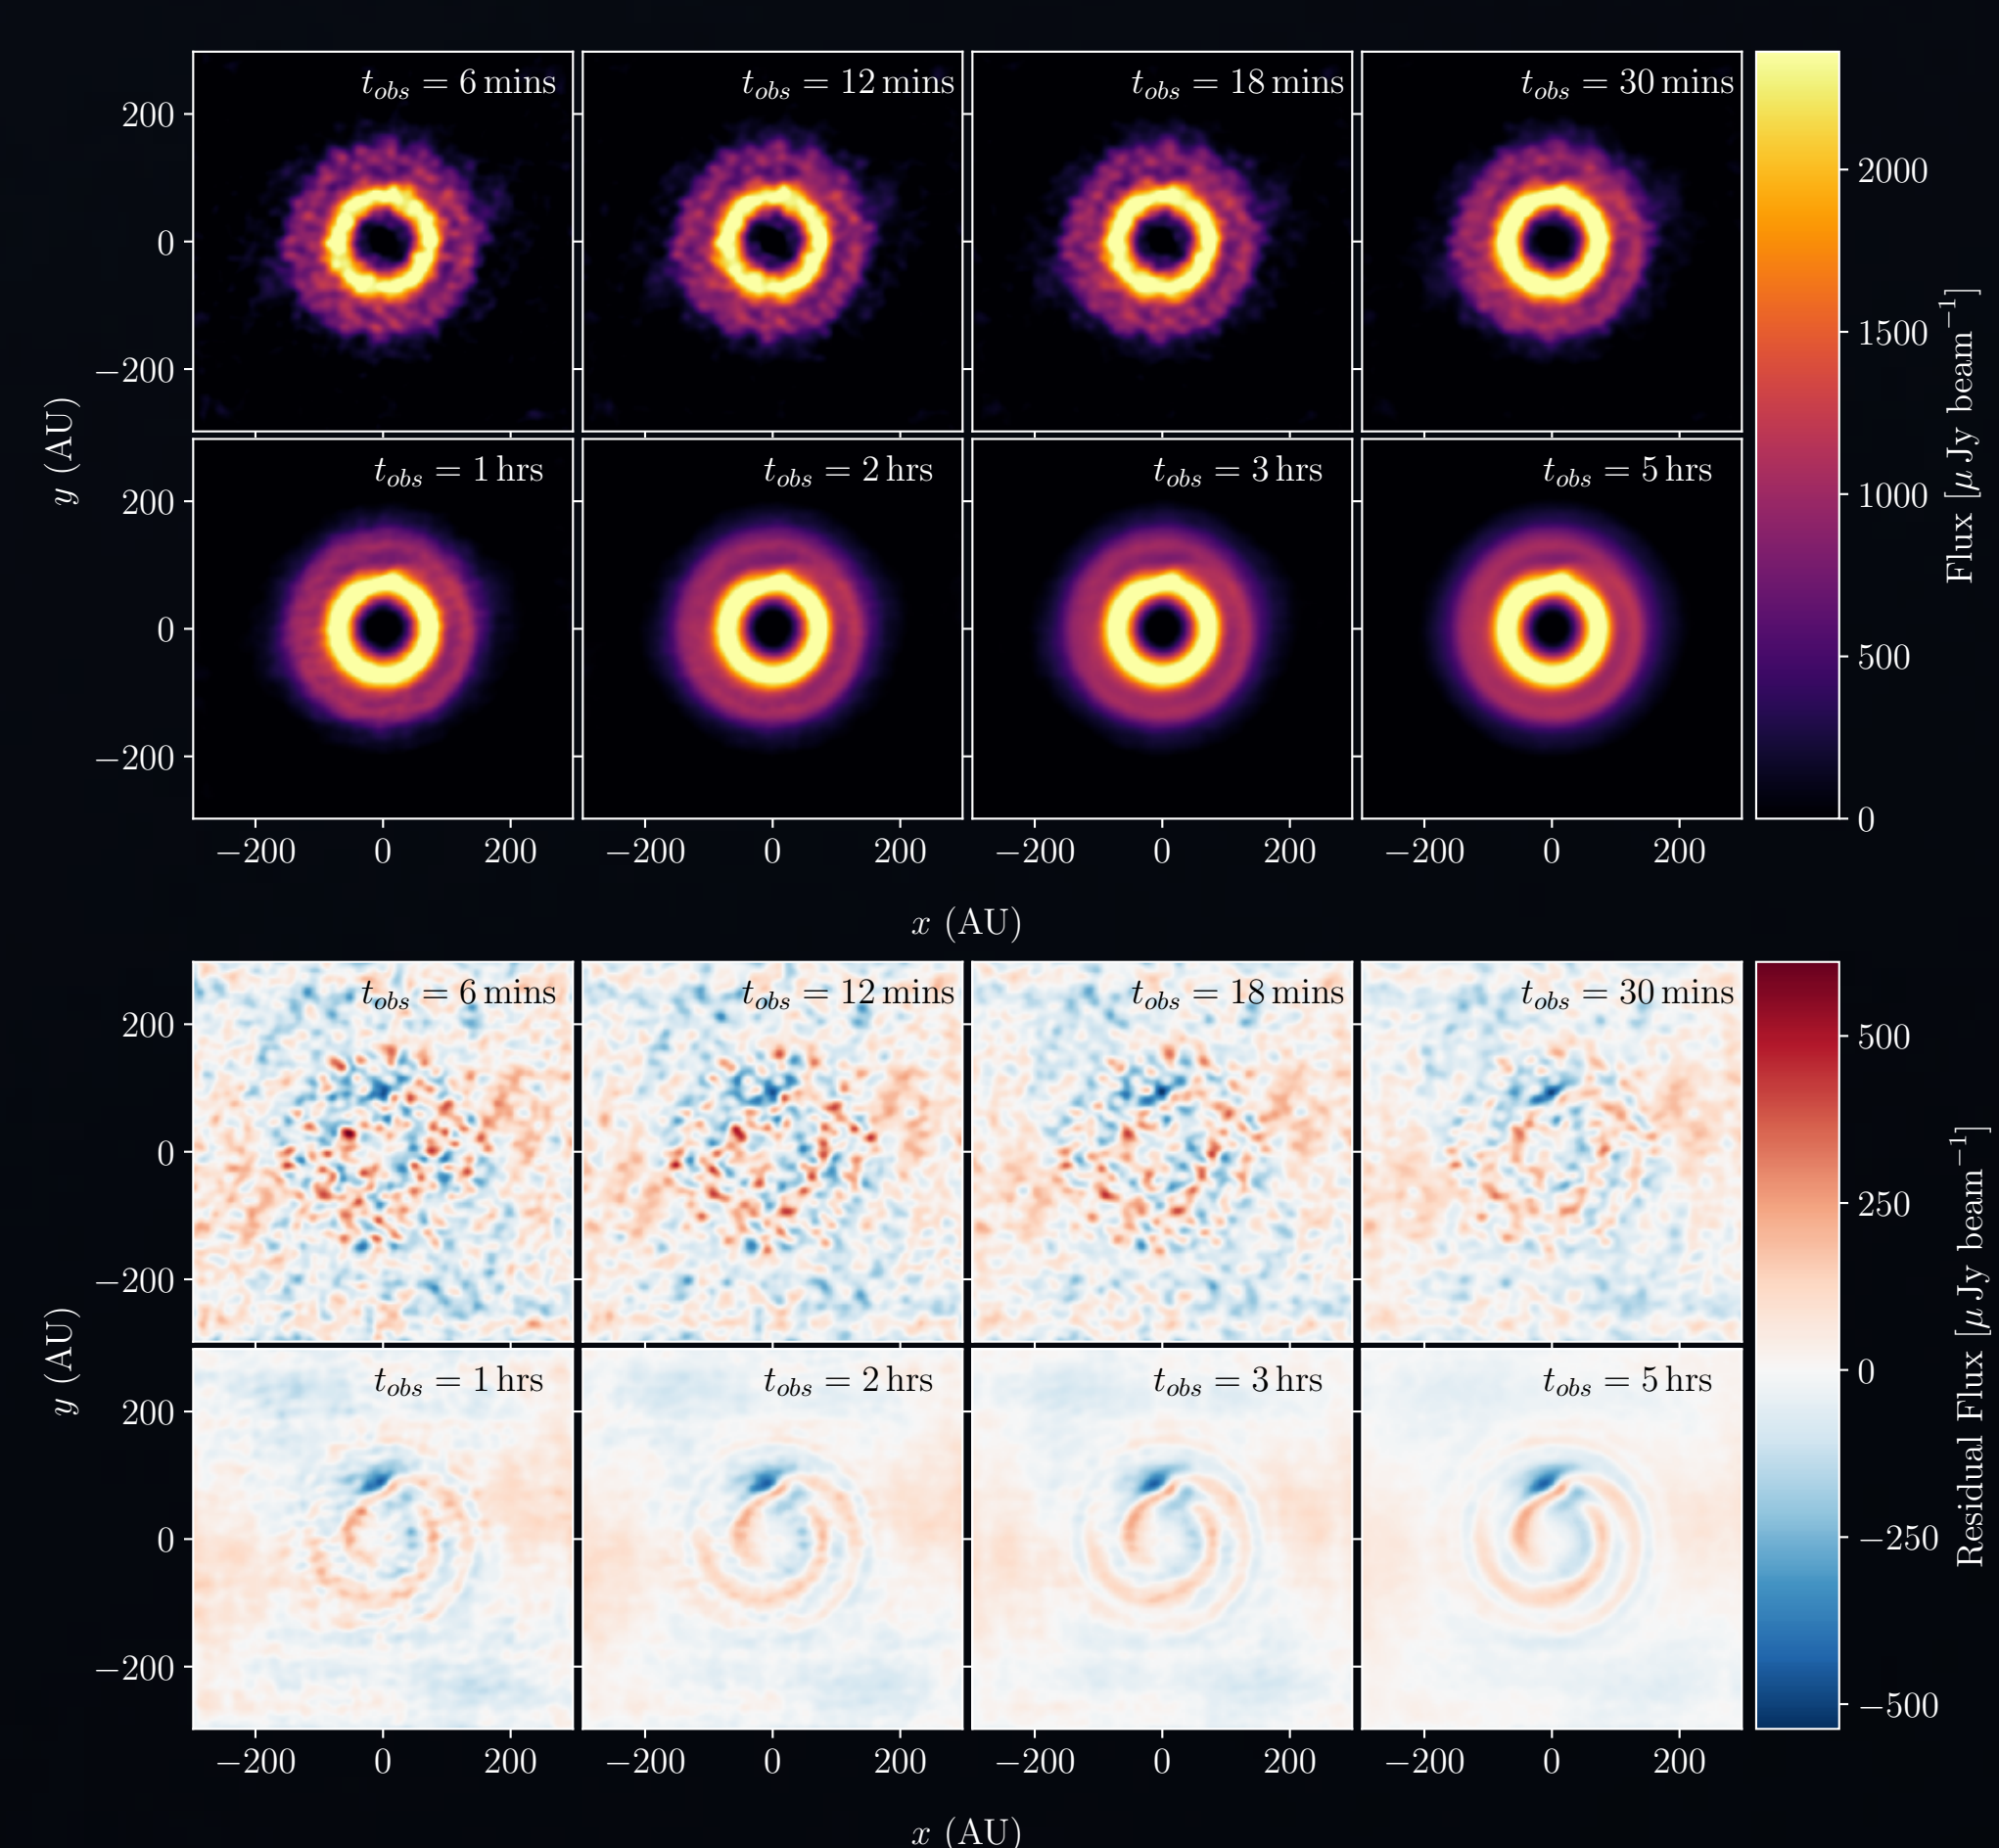 t_obs = 6 mins
t_obs = 12 mins
t_obs = 18 mins
t_obs = 30 mins
200
0
−200
t_obs = 1 hrs
t_obs = 2 hrs
t_obs = 3 hrs
t_obs = 5 hrs
200
0
−200
y (AU)
−200 0 200
−200 0 200
−200 0 200
−200 0 200
x (AU)
2000
1500
1000
500
0
Flux [μ Jy beam⁻¹]
t_obs = 6 mins
t_obs = 12 mins
t_obs = 18 mins
t_obs = 30 mins
200
0
−200
t_obs = 1 hrs
t_obs = 2 hrs
t_obs = 3 hrs
t_obs = 5 hrs
200
0
−200
y (AU)
−200 0 200
−200 0 200
−200 0 200
−200 0 200
x (AU)
500
250
0
−250
−500
Residual Flux [μ Jy beam⁻¹]